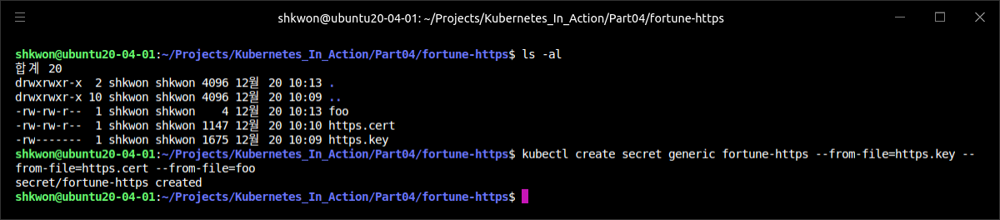 shkwon@ubuntu20-04-01: ~/Projects/Kubernetes_In_Action/Part04/fortune-https
shkwon@ubuntu20-04-01:~/Projects/Kubernetes_In_Action/Part04/fortune-https$ ls -al
합계 20
drwxrwxr-x  2 shkwon shkwon 4096 12월 20 10:13 .
drwxrwxr-x 10 shkwon shkwon 4096 12월 20 10:09 ..
-rw-rw-r--  1 shkwon shkwon    4 12월 20 10:13 foo
-rw-rw-r--  1 shkwon shkwon 1147 12월 20 10:10 https.cert
-rw-------  1 shkwon shkwon 1675 12월 20 10:09 https.key
shkwon@ubuntu20-04-01:~/Projects/Kubernetes_In_Action/Part04/fortune-https$ kubectl create secret generic fortune-https --from-file=https.key --
from-file=https.cert --from-file=foo
secret/fortune-https created
shkwon@ubuntu20-04-01:~/Projects/Kubernetes_In_Action/Part04/fortune-https$